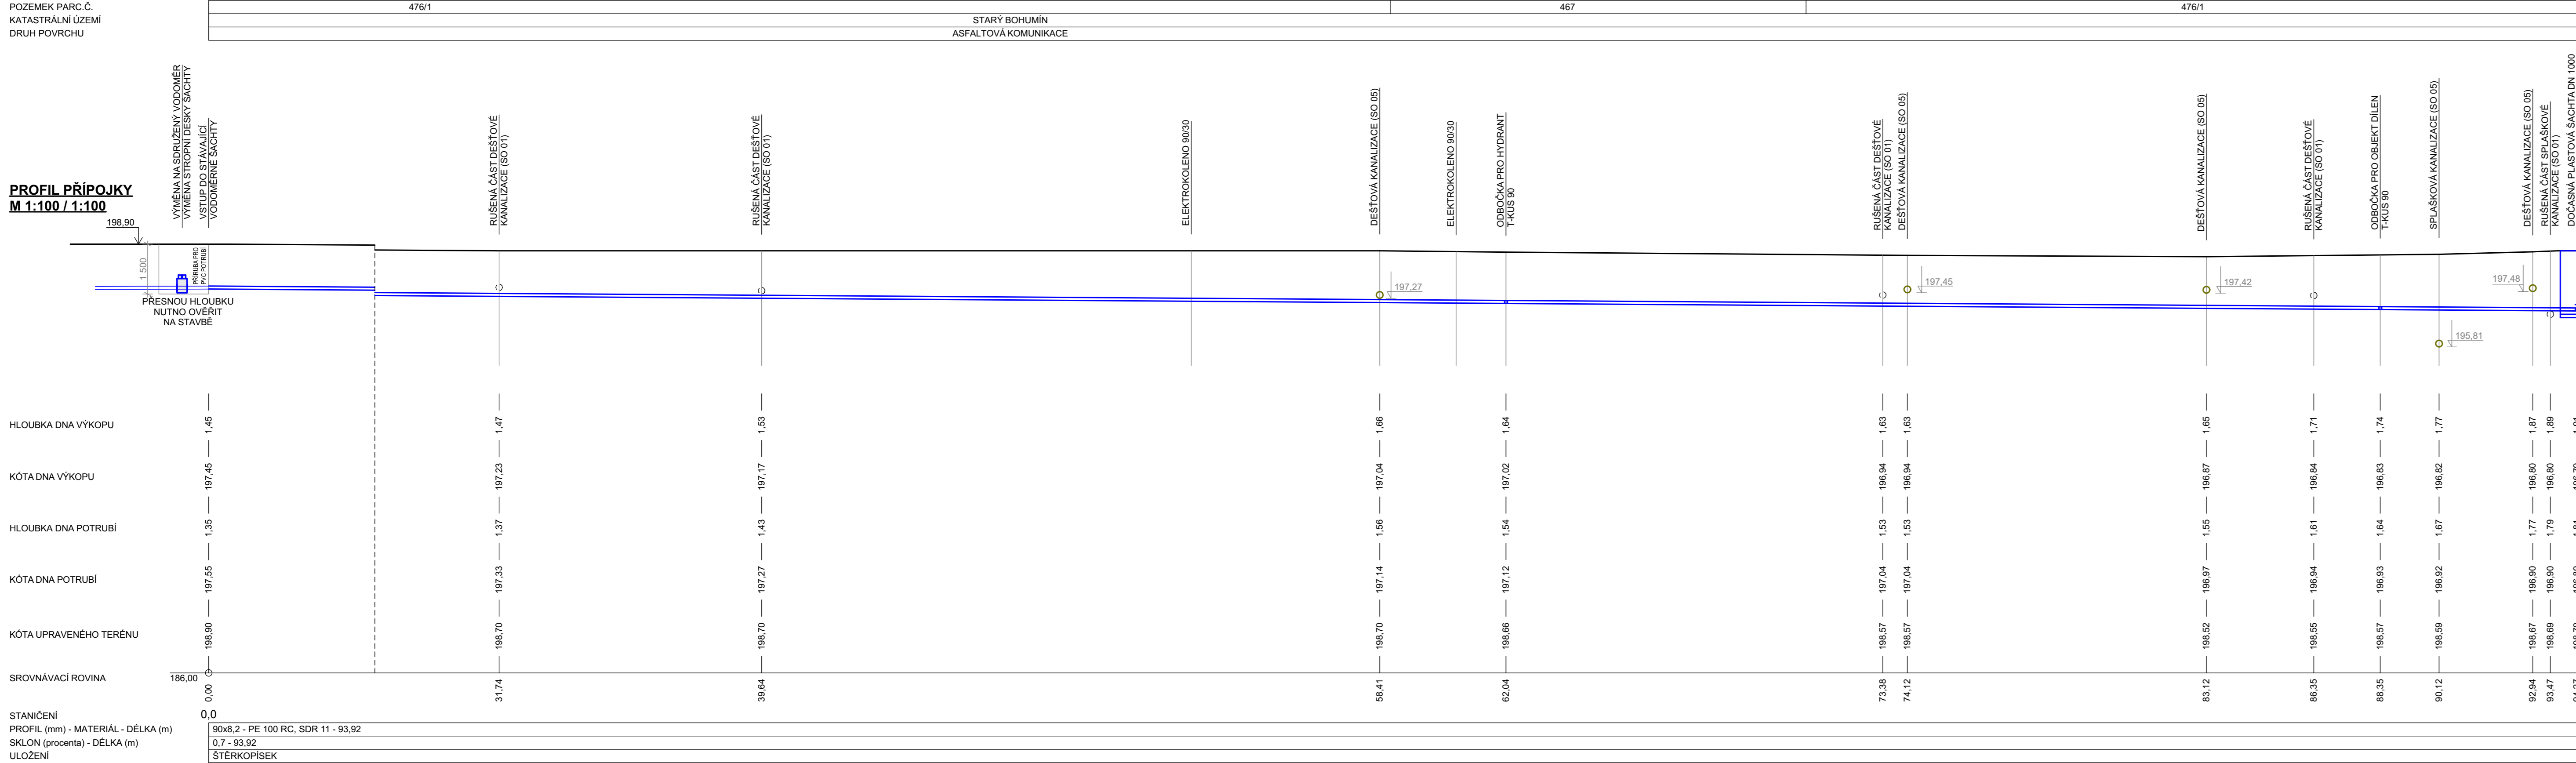 POZEMEK PARC.Č.
476/1
467
476/1
KATASTRÁLNÍ ÚZEMÍ
STARÝ BOHUMÍN
DRUH POVRCHU
ASFALTOVÁ KOMUNIKACE
PROFIL PŘÍPOJKY
M 1:100 / 1:100
198,90
1 500
VÝMĚNA NA SDRUŽENÝ VODOMĚR
VÝMĚNA STROPNÍ DESKY ŠACHTY
VSTUP DO STÁVAJÍCÍ
VODOMĚRNÉ ŠACHTY
PŘÍRUBA PRO
PVC POTRUBÍ
PŘESNOU HLOUBKU
NUTNO OVĚŘIT
NA STAVBĚ
RUŠENÁ ČÁST DEŠŤOVÉ
KANALIZACE (SO 01)
RUŠENÁ ČÁST DEŠŤOVÉ
KANALIZACE (SO 01)
ELEKTROKOLENO 90/30
DEŠŤOVÁ KANALIZACE (SO 05)
197,27
ELEKTROKOLENO 90/30
ODBOČKA PRO HYDRANT
T-KUS 90
RUŠENÁ ČÁST DEŠŤOVÉ
KANALIZACE (SO 01)
DEŠŤOVÁ KANALIZACE (SO 05)
197,45
DEŠŤOVÁ KANALIZACE (SO 05)
197,42
RUŠENÁ ČÁST DEŠŤOVÉ
KANALIZACE (SO 01)
ODBOČKA PRO OBJEKT DÍLEN
T-KUS 90
SPLAŠKOVÁ KANALIZACE (SO 05)
195,81
DEŠŤOVÁ KANALIZACE (SO 05)
197,48
RUŠENÁ ČÁST SPLAŠKOVÉ
KANALIZACE (SO 01)
DOČASNÁ PLASTOVÁ ŠACHTA DN 1000
HLOUBKA DNA VÝKOPU
1,45 1,47 1,53 1,66 1,64 1,63 1,63 1,65 1,71 1,74 1,77 1,87 1,89
KÓTA DNA VÝKOPU
197,45 197,23 197,17 197,04 197,02 196,94 196,94 196,87 196,84 196,83 196,82 196,80 196,80
HLOUBKA DNA POTRUBÍ
1,35 1,37 1,43 1,56 1,54 1,53 1,53 1,55 1,61 1,64 1,67 1,77 1,79
KÓTA DNA POTRUBÍ
197,55 197,33 197,27 197,14 197,12 197,04 197,04 196,97 196,94 196,93 196,92 196,90 196,90
KÓTA UPRAVENÉHO TERÉNU
198,90 198,70 198,70 198,70 198,66 198,57 198,57 198,52 198,55 198,57 198,59 198,67 198,69
SROVNÁVACÍ ROVINA
186,00
0,00 31,74 39,64 58,41 62,04 73,38 74,12 83,12 86,35 88,35 90,12 92,94 93,47
STANIČENÍ
0,0
PROFIL (mm) - MATERIÁL - DÉLKA (m)
90x8,2 - PE 100 RC, SDR 11 - 93,92
SKLON (procenta) - DÉLKA (m)
0,7 - 93,92
ULOŽENÍ
ŠTĚRKOPÍSEK